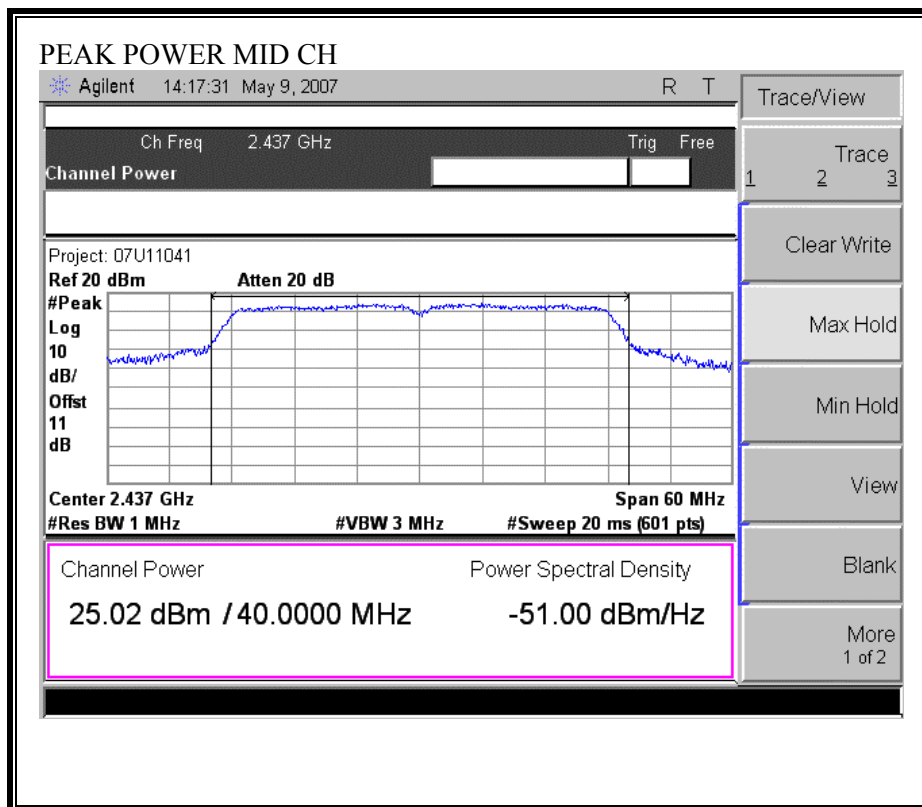 PEAK POWER MID CH
Agilent 14:17:31 May 9, 2007 R T
Trace/View
Ch Freq 2.437 GHz Trig Free
Channel Power
Trace
1 2 3
Clear Write
Project: 07U11041
Ref 20 dBm Atten 20 dB
#Peak
Log
10
dB/
Offst
11
dB
Max Hold
Min Hold
Center 2.437 GHz Span 60 MHz
#Res BW 1 MHz #VBW 3 MHz #Sweep 20 ms (601 pts)
View
Channel Power Power Spectral Density
25.02 dBm / 40.0000 MHz -51.00 dBm/Hz
Blank
More
1 of 2